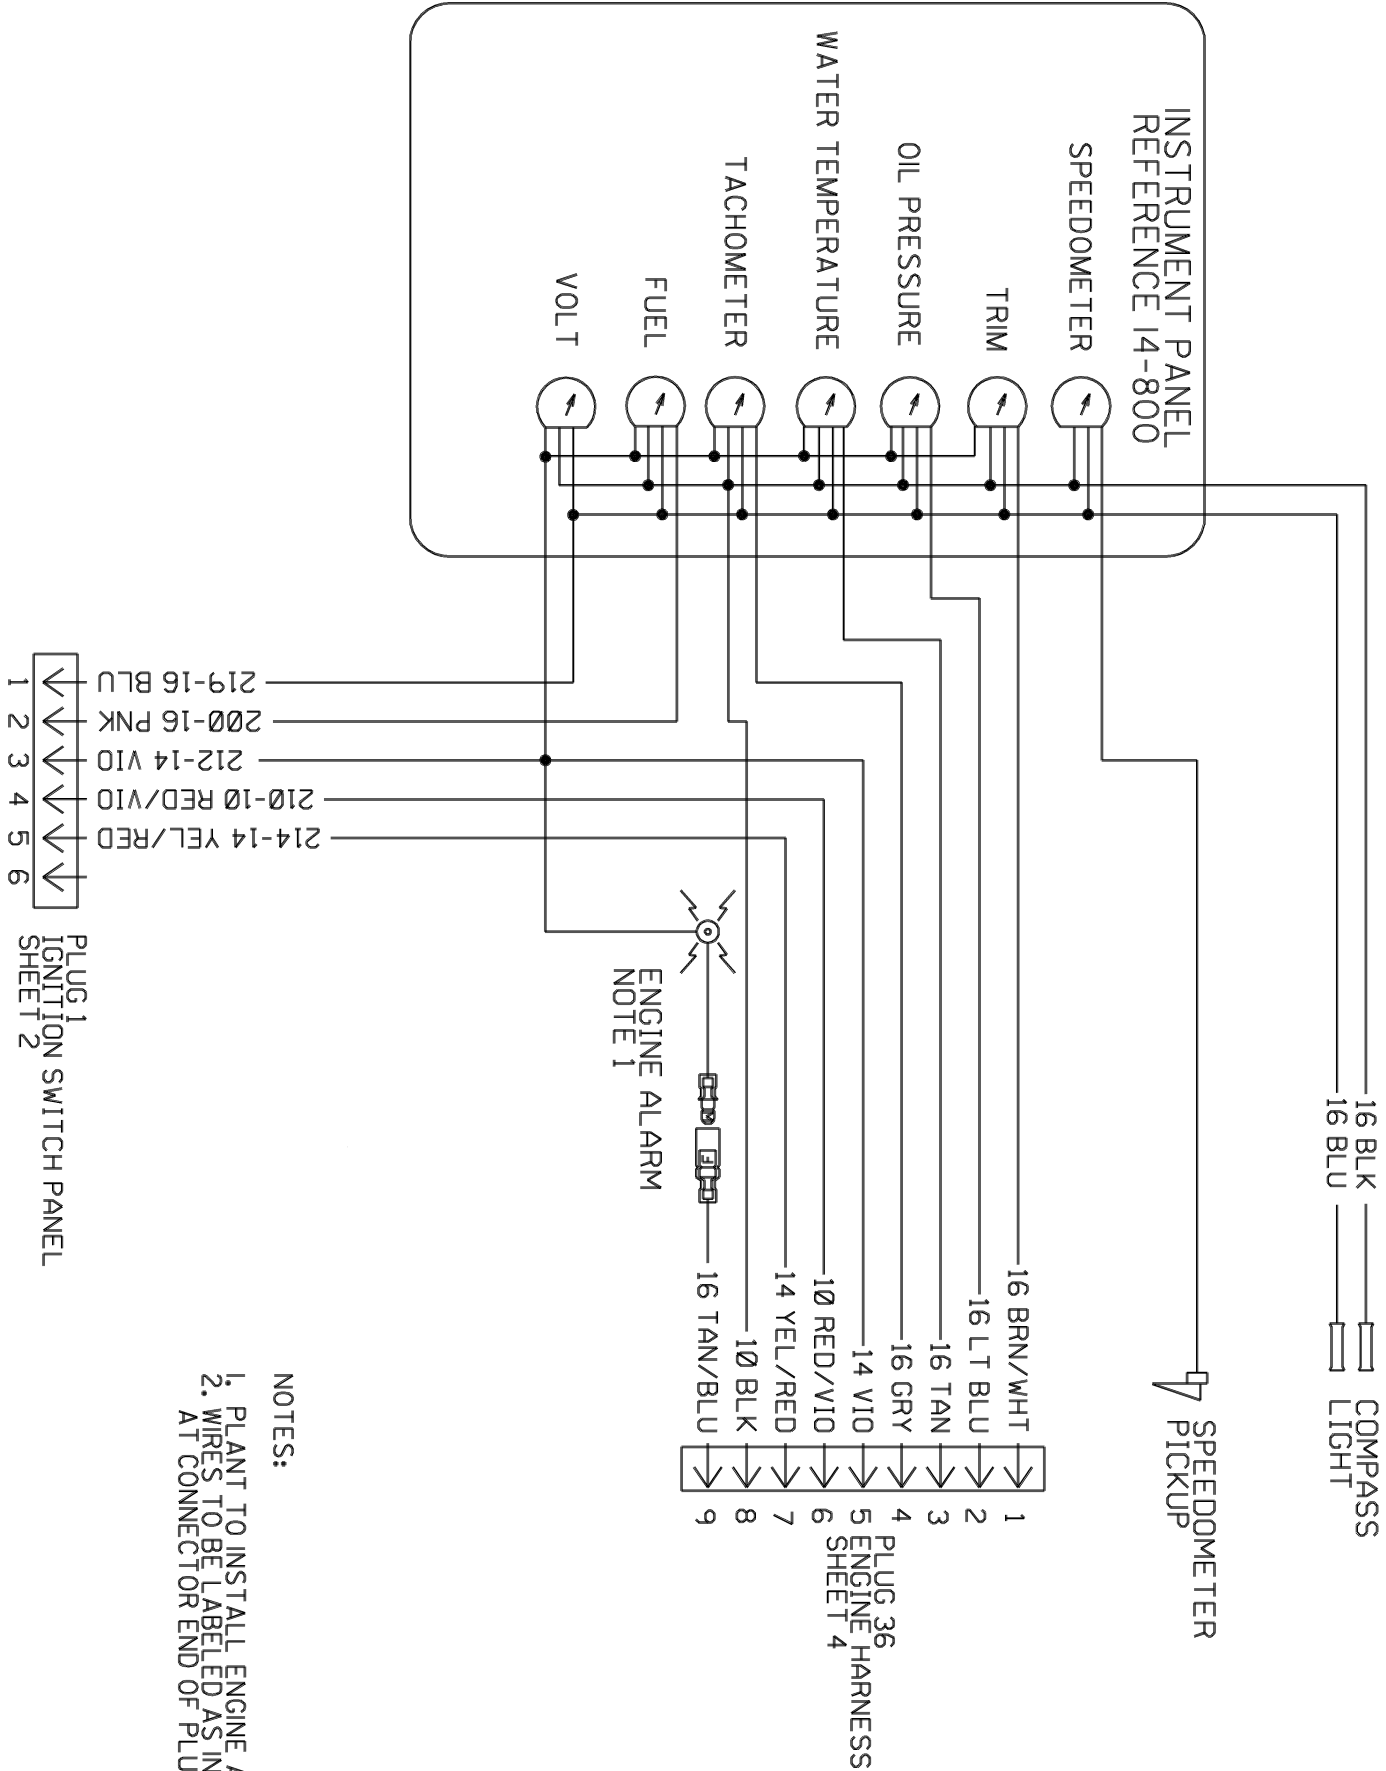 INSTRUMENT PANEL
REFERENCE 14-800
SPEEDOMETER
TRIM
OIL PRESSURE
WATER TEMPERATURE
TACHOMETER
FUEL
VOLT
16 BLK
16 BLU
COMPASS
LIGHT
SPEEDOMETER
PICKUP
16 BRN/WHT
16 LT BLU
16 TAN
16 GRY
14 VIO
10 RED/VIO
14 YEL/RED
10 BLK
16 TAN/BLU
1
2
3
4
5
6
7
8
9
PLUG 36
ENGINE HARNESS
SHEET 4
ENGINE ALARM
NOTE 1
M
F
219-16 BLU
200-16 PNK
212-14 VIO
210-10 RED/VIO
214-14 YEL/RED
1
2
3
4
5
6
PLUG 1
IGNITION SWITCH PANEL
SHEET 2
NOTES:
1. PLANT TO INSTALL ENGINE
2. WIRES TO BE LABELED AS
AT CONNECTOR END OF